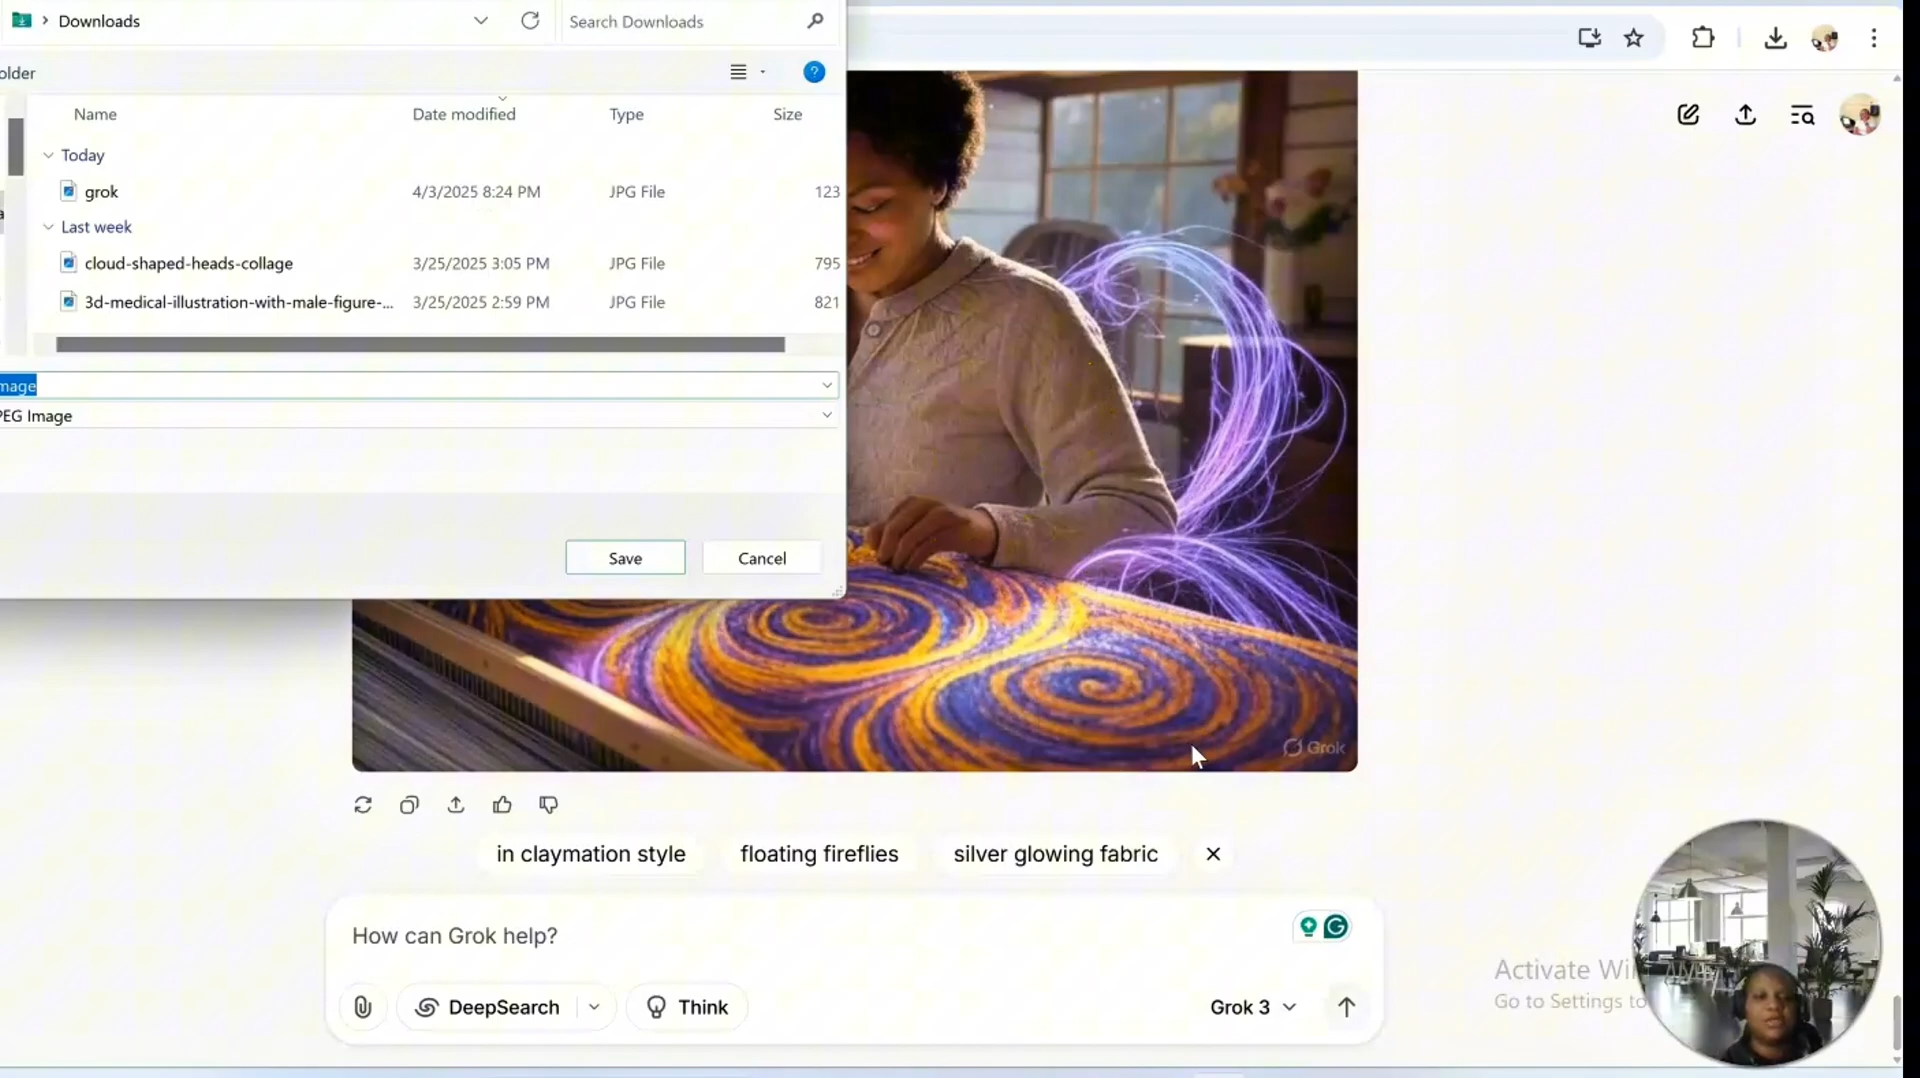 Downloads
Search Downloads
older
Name
Date modified
Type
Size
Today
grok
4/3/2025 8:24 PM
JPG File
123
Last week
cloud-shaped-heads-collage
3/25/2025 3:05 PM
JPG File
795
3d-medical-illustration-with-male-figure-...
3/25/2025 2:59 PM
JPG File
821
mage
PEG Image
Save
Cancel
Grok
in claymation style
floating fireflies
silver glowing fabric
How can Grok help?
DeepSearch
Think
Grok 3
Activate Wi
Go to Settings to